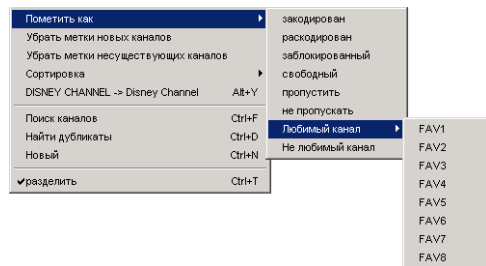 Пометить как
Убрать метки новых каналов
Убрать метки несуществующих каналов
Сортировка
DISNEY CHANNEL -> Disney Channel Alt+Y
Поиск каналов Ctrl+F
Найти дубликаты Ctrl+D
Новый Ctrl+N
разделить Ctrl+T
закодирован
раскодирован
заблокированный
свободный
пропустить
не пропускать
Любимый канал
Не любимый канал
FAV1
FAV2
FAV3
FAV4
FAV5
FAV6
FAV7
FAV8